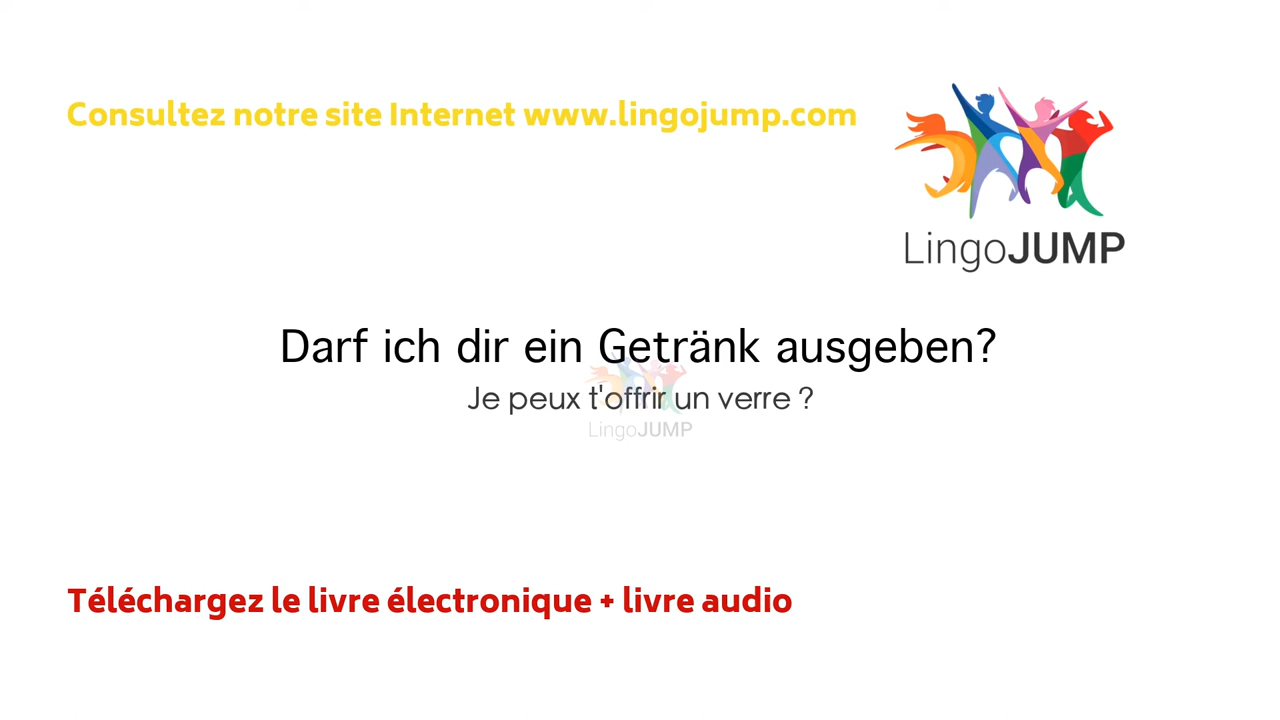 Consultez notre site Internet www.lingojump.com
LingoJUMP
Darf ich dir ein Getränk ausgeben?
Je peux t'offrir un verre ?
LingoJUMP
Téléchargez le livre électronique + livre audio